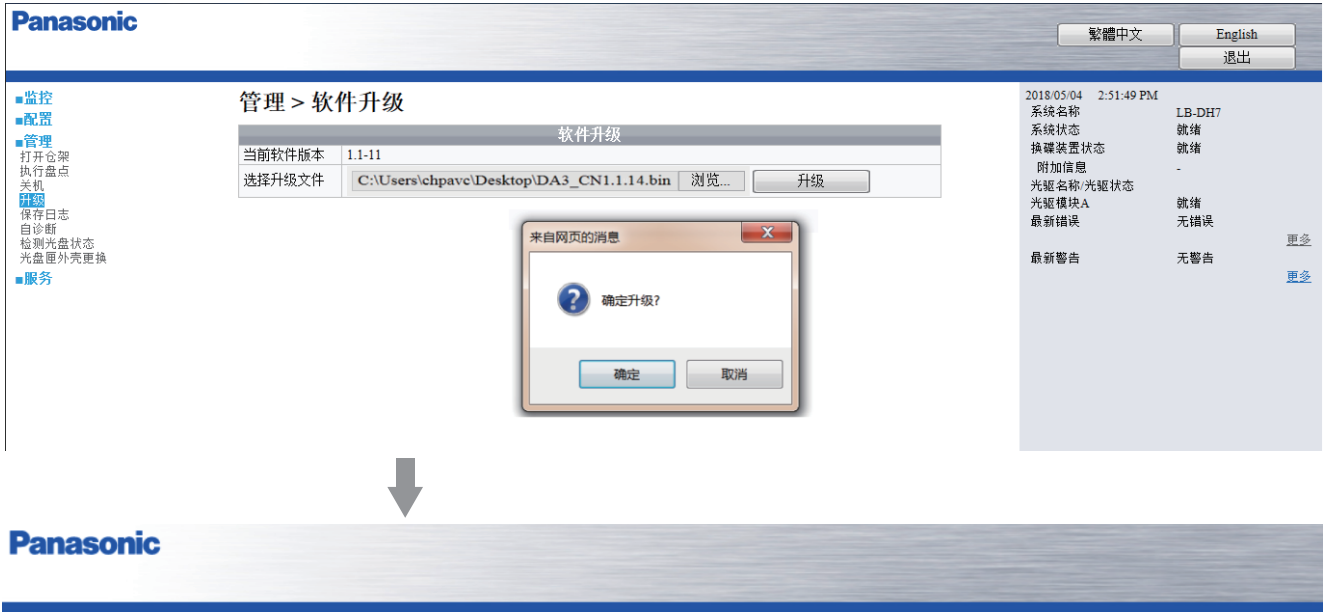 Panasonic
繁體中文
English
退出
■监控
■配置
■管理
打开仓架
执行盘点
关机
升级
保存日志
自诊断
检测光盘状态
光盘匣外壳更换
■服务
管理 > 软件升级
软件升级
当前软件版本 1.1-11
选择升级文件 C:\Users\chpavc\Desktop\DA3_CN1.1.14.bin 浏览... 升级
来自网页的消息
确定升级?
确定 取消
2018/05/04 2:51:49 PM
系统名称 LB-DH7
系统状态 就绪
换碟装置状态 就绪
附加信息 -
光驱名称/光驱状态
光驱模块A 就绪
最新错误 无错误
更多
最新警告 无警告
更多
Panasonic